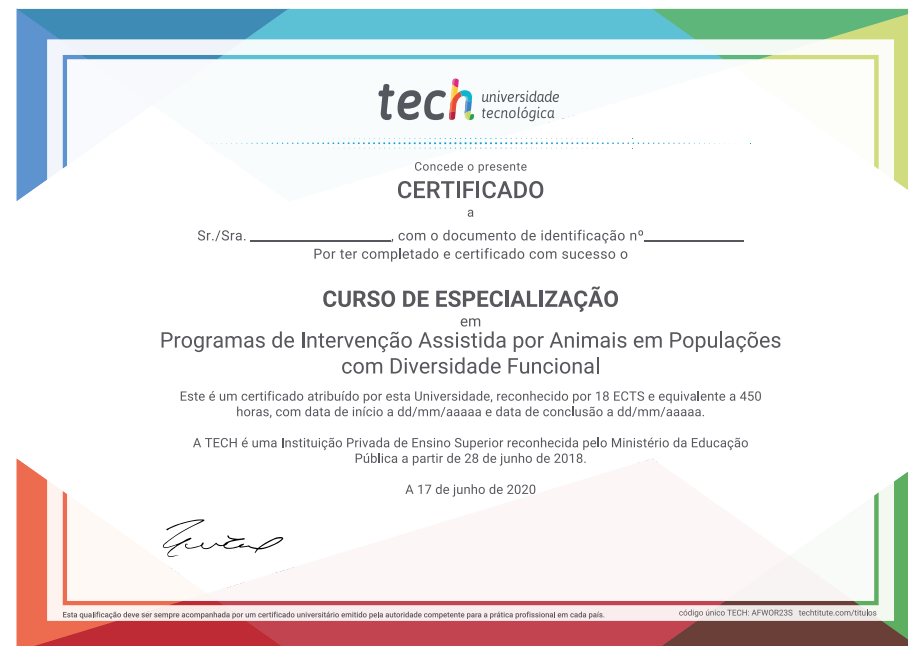 tech universidade
tecnológica
Concede o presente
CERTIFICADO
a
Sr./Sra. ____________, com o documento de identificação nº_________
Por ter completado e certificado com sucesso o
CURSO DE ESPECIALIZAÇÃO
em
Programas de Intervenção Assistida por Animais em Populações
com Diversidade Funcional
Este é um certificado atribuído por esta Universidade, reconhecido por 18 ECTS e equivalente a 450
horas, com data de início a dd/mm/aaaaa e data de conclusão a dd/mm/aaaaa.
A TECH é uma Instituição Privada de Ensino Superior reconhecida pelo Ministério da Educação
Pública a partir de 28 de junho de 2018.
A 17 de junho de 2020
Esta qualificação deve ser sempre acompanhada por um certificado universitário emitido pela autoridade competente para a prática profissional em cada país.
código único TECH: AFWOR23S techtitute.com/titulos